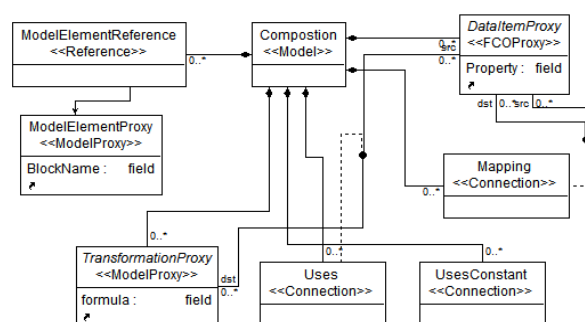 ModelElementReference
<<Reference>>
0..*
Compostion
<<Model>>
0..*
src
0..*
DataItemProxy
<<FCOProxy>>
Property : field
dst 0..* src 0..*
ModelElementProxy
<<ModelProxy>>
BlockName : field
Mapping
<<Connection>>
0..*
0..*
TransformationProxy
<<ModelProxy>>
formula : field
dst
0..*
0..*
Uses
<<Connection>>
0..*
UsesConstant
<<Connection>>